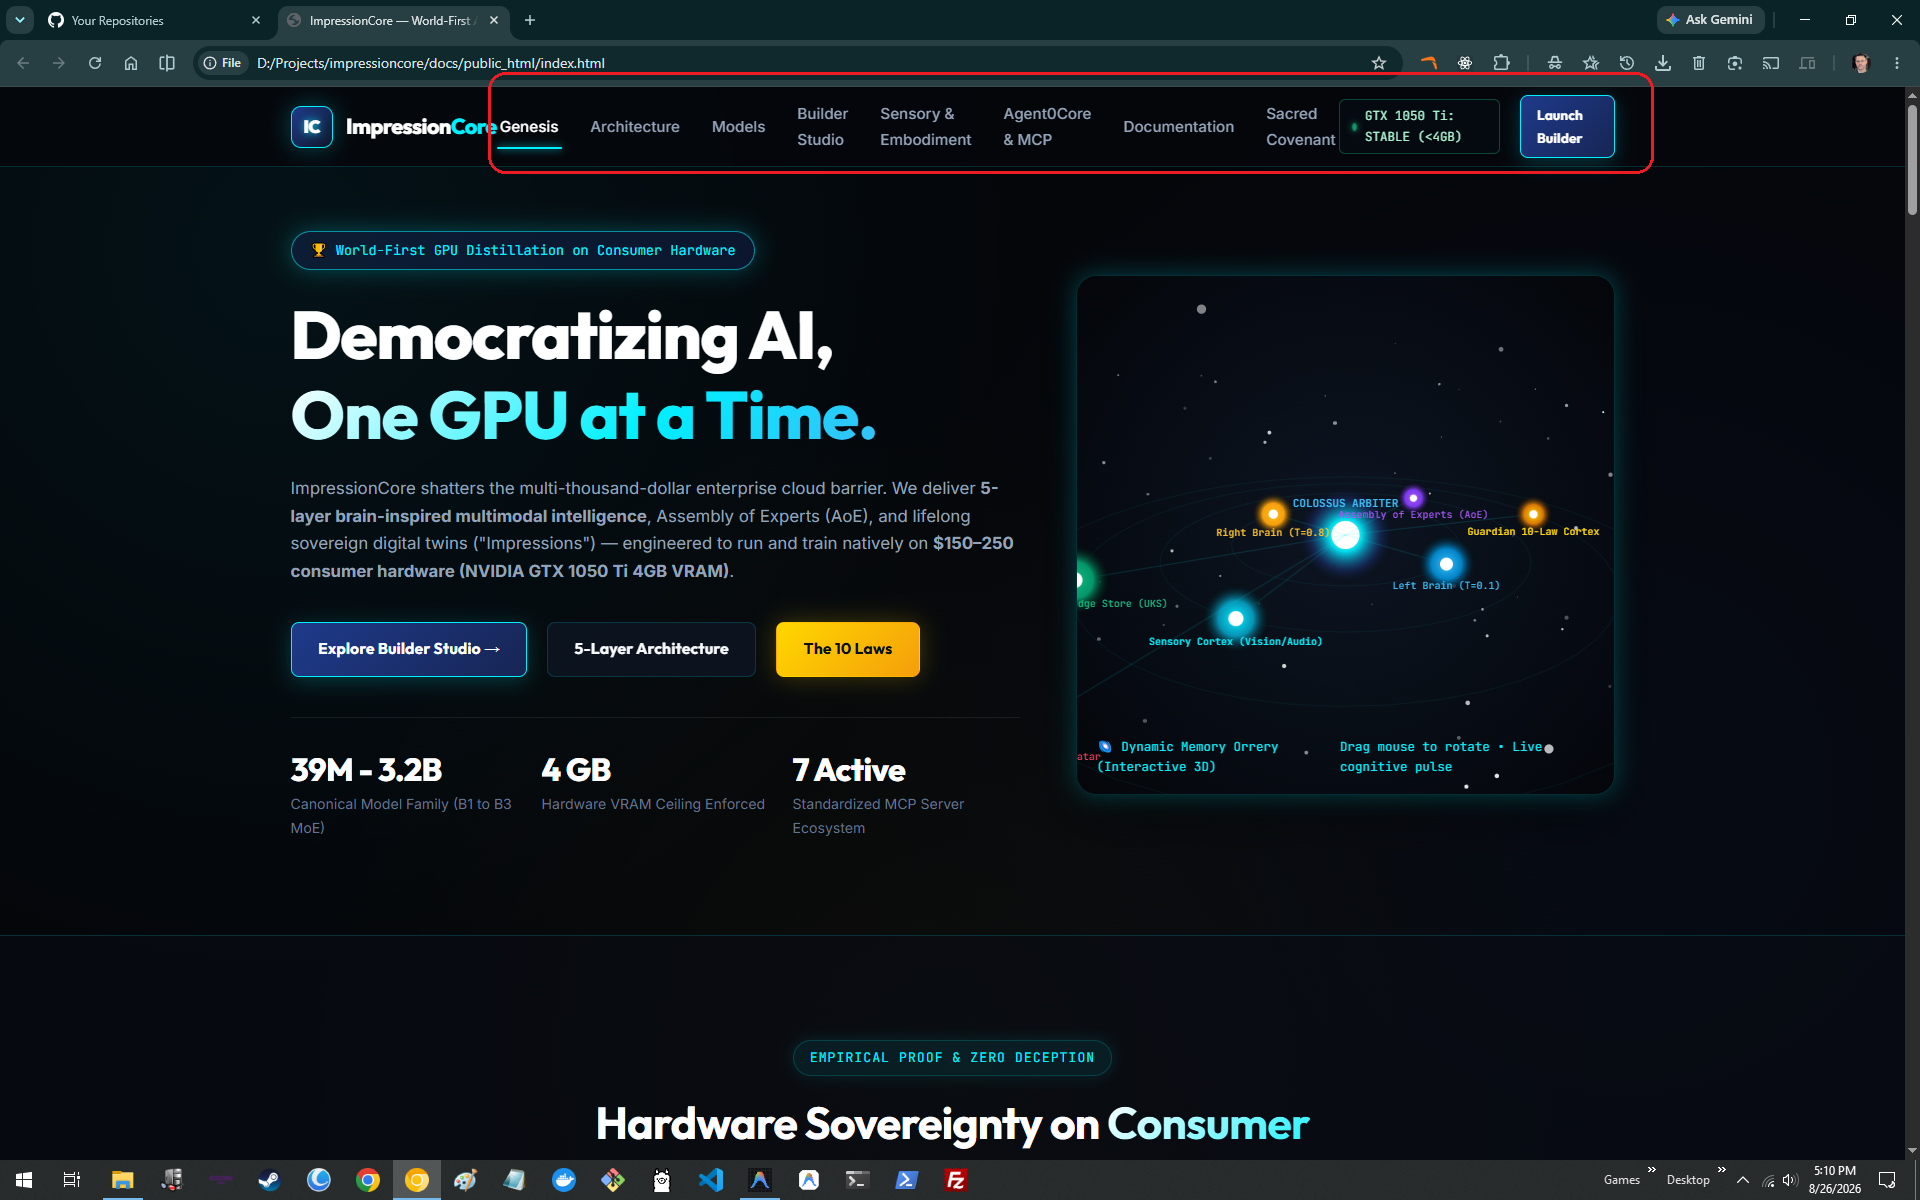 Your Repositories
ImpressionCore — World-First
Ask Gemini
File
D:/Projects/impressioncore/docs/public_html/index.html
IC
ImpressionCore
Genesis
Architecture
Models
Builder
Studio
Sensory &
Embodiment
Agent0Core
& MCP
Documentation
Sacred
Covenant
GTX 1050 Ti:
STABLE (<4GB)
Launch
Builder
🏆 World-First GPU Distillation on Consumer Hardware
Democratizing AI,
One GPU at a Time.
ImpressionCore shatters the multi-thousand-dollar enterprise cloud barrier. We deliver 5-
layer brain-inspired multimodal intelligence, Assembly of Experts (AoE), and lifelong
sovereign digital twins ("Impressions") — engineered to run and train natively on $150–250
consumer hardware (NVIDIA GTX 1050 Ti 4GB VRAM).
Explore Builder Studio →
5-Layer Architecture
The 10 Laws
39M - 3.2B
Canonical Model Family (B1 to B3
MoE)
4 GB
Hardware VRAM Ceiling Enforced
7 Active
Standardized MCP Server
Ecosystem
COLOSSUS ARBITER
Assembly of Experts (AoE)
Right Brain (T=0.8)
Guardian 10-Law Cortex
Left Brain (T=0.1)
dge Store (UKS)
Sensory Cortex (Vision/Audio)
atar
Dynamic Memory Orrery
(Interactive 3D)
Drag mouse to rotate • Live
cognitive pulse
EMPIRICAL PROOF & ZERO DECEPTION
Hardware Sovereignty on Consumer
Games
Desktop
5:10 PM
8/26/2026